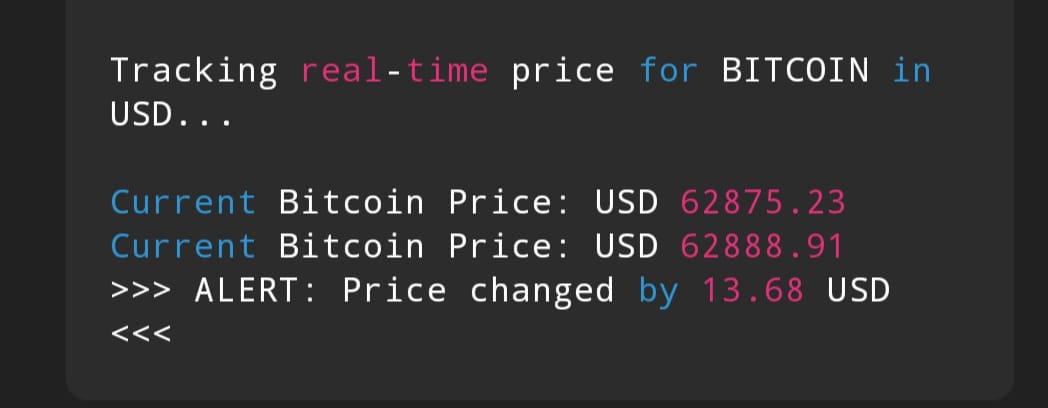 Tracking real-time price for BITCOIN in
USD...
Current Bitcoin Price: USD 62875.23
Current Bitcoin Price: USD 62888.91
>>> ALERT: Price changed by 13.68 USD
<<<